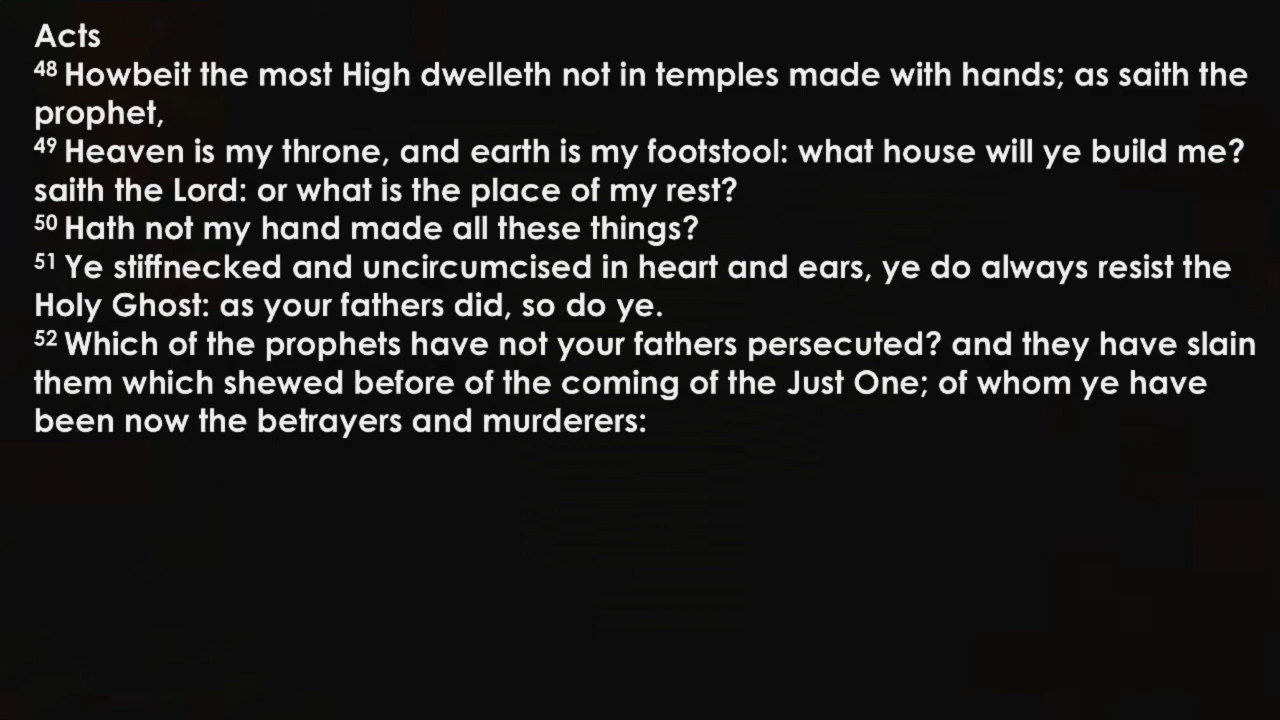 Acts
48 Howbeit the most High dwelleth not in temples made with hands; as saith the
prophet,
49 Heaven is my throne, and earth is my footstool: what house will ye build me?
saith the Lord: or what is the place of my rest?
50 Hath not my hand made all these things?
51 Ye stiffnecked and uncircumcised in heart and ears, ye do always resist the
Holy Ghost: as your fathers did, so do ye.
52 Which of the prophets have not your fathers persecuted? and they have slain
them which shewed before of the coming of the Just One; of whom ye have
been now the betrayers and murderers: